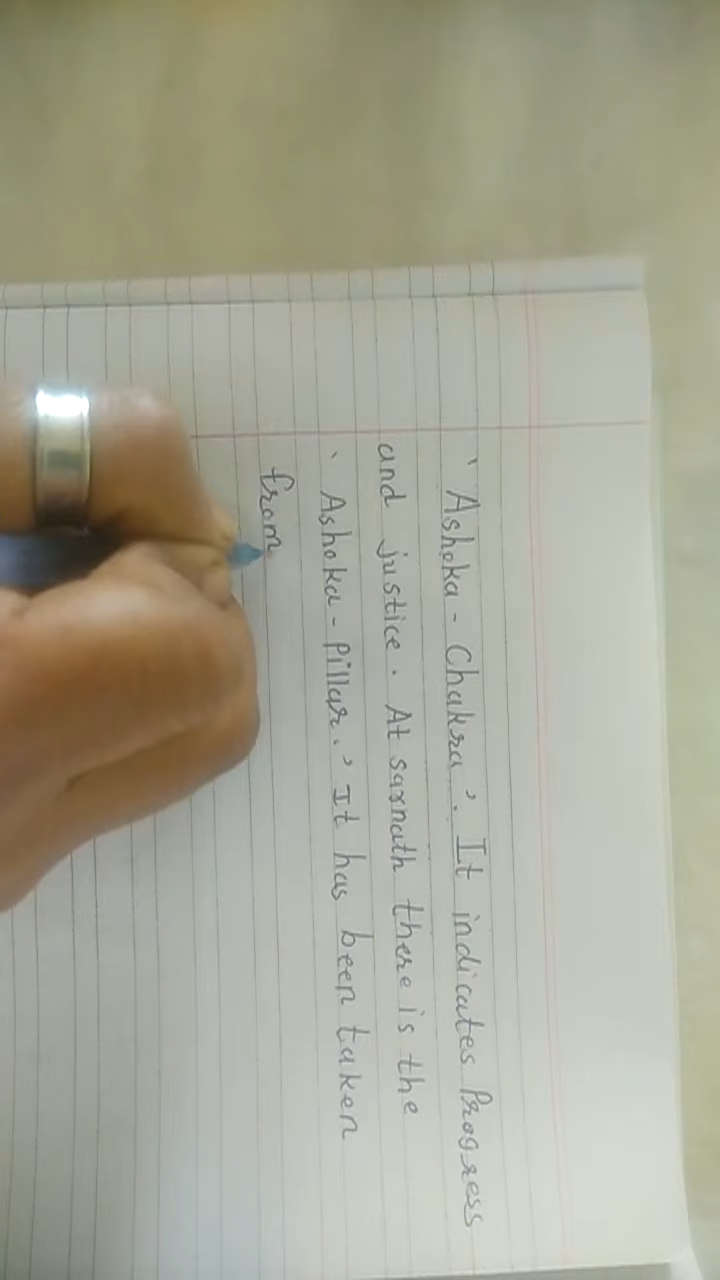 'Ashoka - Chakra'. It indicates Progress
and justice. At sarnath there is the
'Ashoka - Pillar.' It has been taken
from